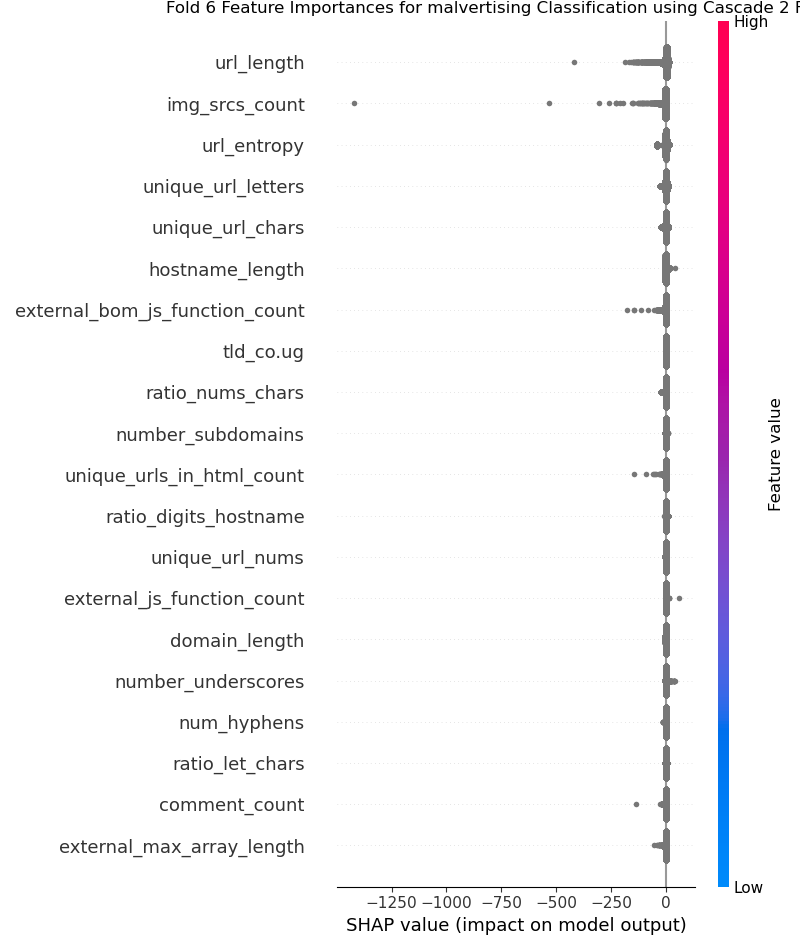 Fold 6 Feature Importances for malvertising Classification using Cascade 2
High
url_length
img_srcs_count
url_entropy
unique_url_letters
unique_url_chars
hostname_length
external_bom_js_function_count
tld_co.ug
ratio_nums_chars
number_subdomains
unique_urls_in_html_count
ratio_digits_hostname
unique_url_nums
external_js_function_count
domain_length
number_underscores
num_hyphens
ratio_let_chars
comment_count
external_max_array_length
Feature value
Low
−1250 −1000 −750 −500 −250 0
SHAP value (impact on model output)